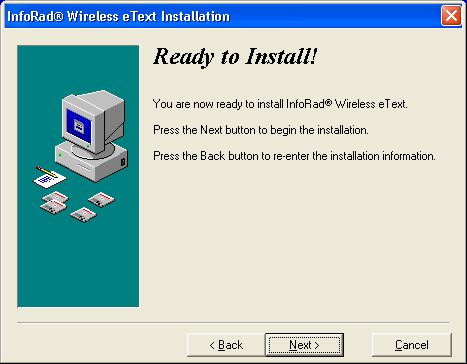 InfoRad® Wireless eText Installation
Ready to Install!
You are now ready to install InfoRad® Wireless eText.
Press the Next button to begin the installation.
Press the Back button to re-enter the installation information.
< Back
Next >
Cancel